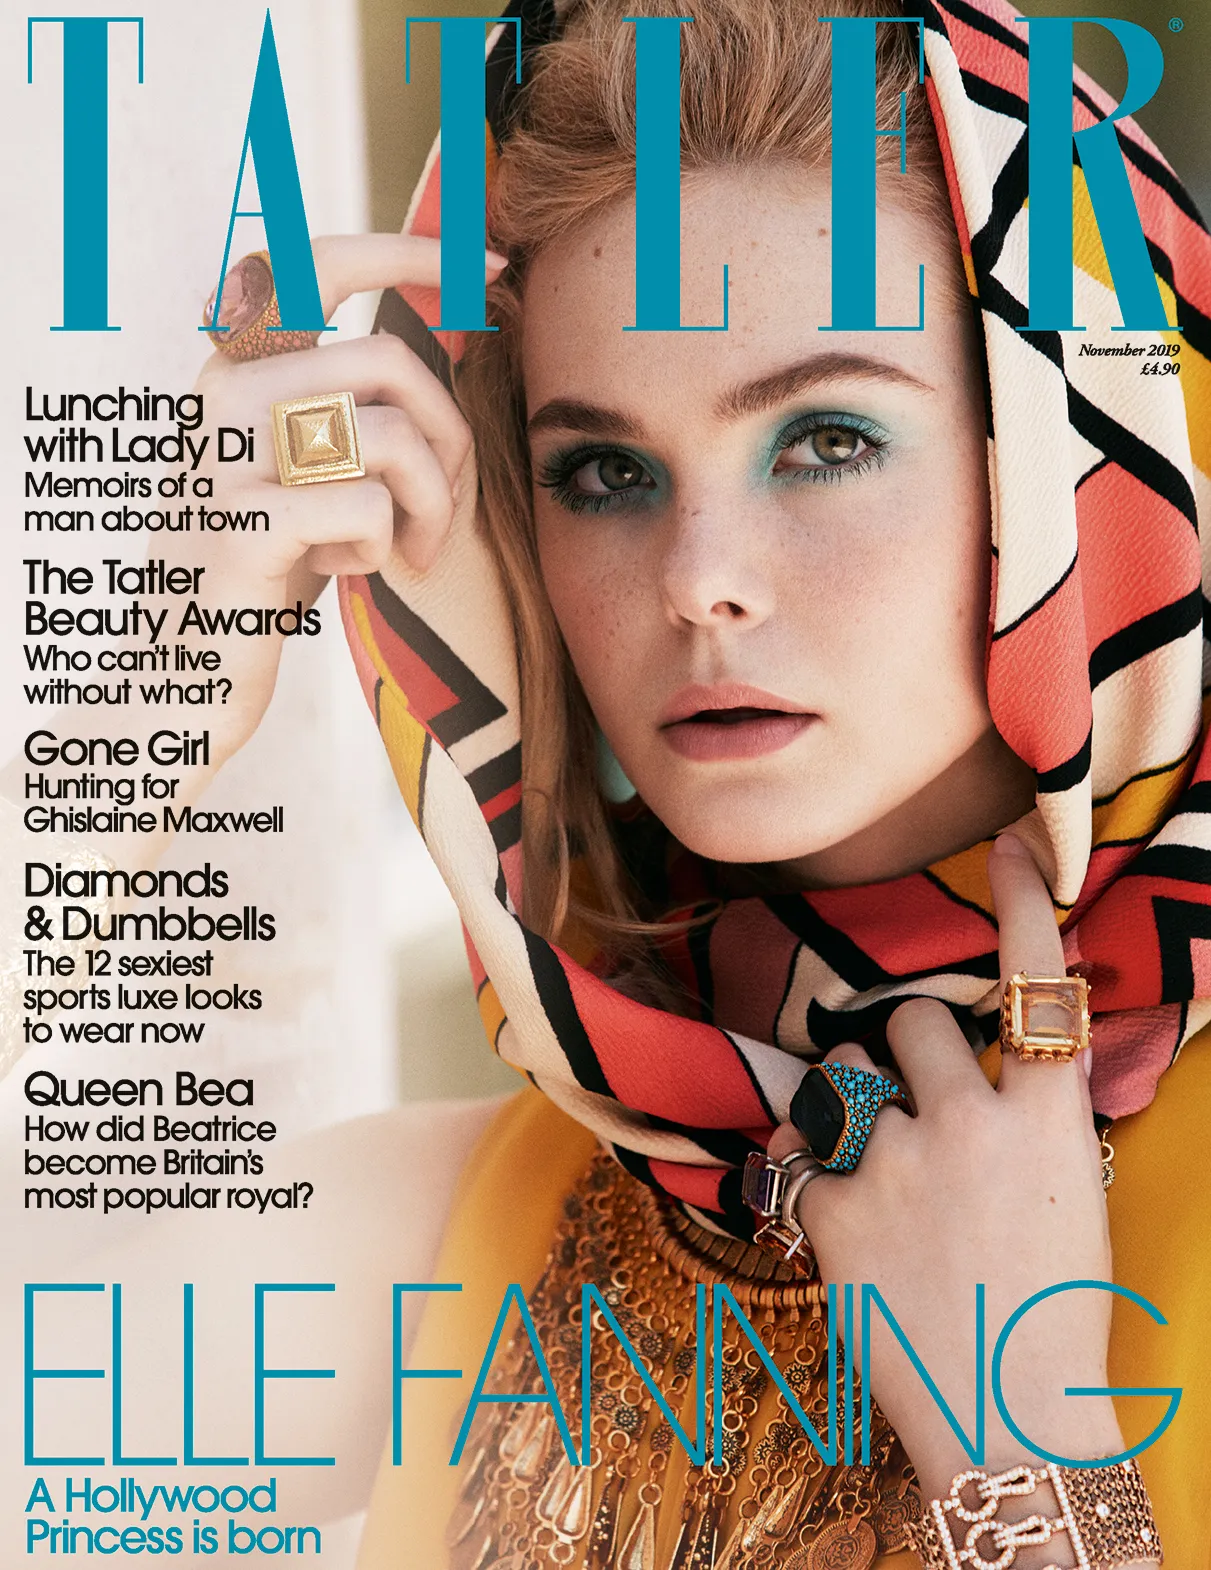 TATLER®
November 2019
£4.90
Lunching
with Lady Di
Memoirs of a
man about town
The Tatler
Beauty Awards
Who can't live
without what?
Gone Girl
Hunting for
Ghislaine Maxwell
Diamonds
& Dumbbells
The 12 sexiest
sports luxe looks
to wear now
Queen Bea
How did Beatrice
become Britain's
most popular royal?
ELLE FANNING
A Hollywood
Princess is born